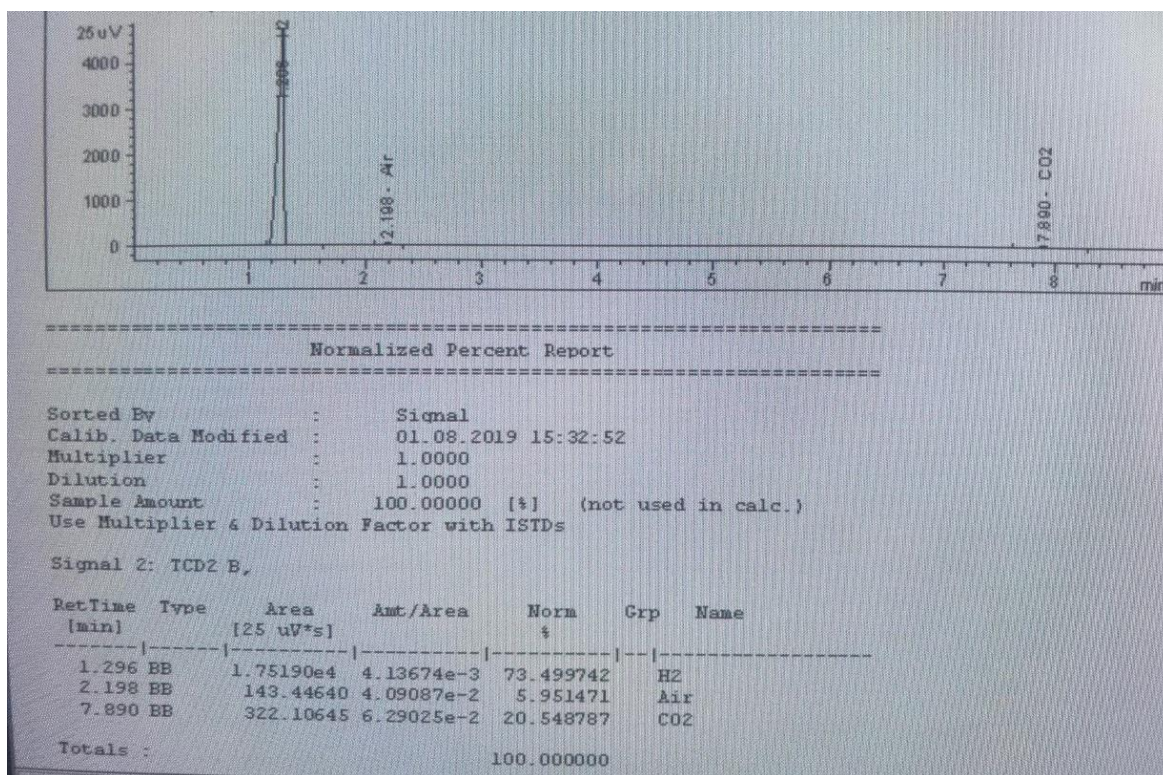 25 uV
H2
4000
1.296 -
3000
2000
2.198 - Air
1000
7.890 - CO2
0
1 2 3 4 5 6 7 8 min
=====================================================================
Normalized Percent Report
=====================================================================
Sorted By : Signal
Calib. Data Modified : 01.08.2019 15:32:52
Multiplier : 1.0000
Dilution : 1.0000
Sample Amount : 100.00000 [%] (not used in calc.)
Use Multiplier & Dilution Factor with ISTDs
Signal 2: TCD2 B,
RetTime Type Area Amt/Area Norm Grp Name
[min] [25 uV*s] %
-------|------|----------|----------|----------|--|------------------
1.296 BB 1.75190e4 4.13674e-3 73.499742 H2
2.198 BB 143.44640 4.09087e-2 5.951471 Air
7.890 BB 322.10645 6.29025e-2 20.548787 CO2
Totals : 100.000000